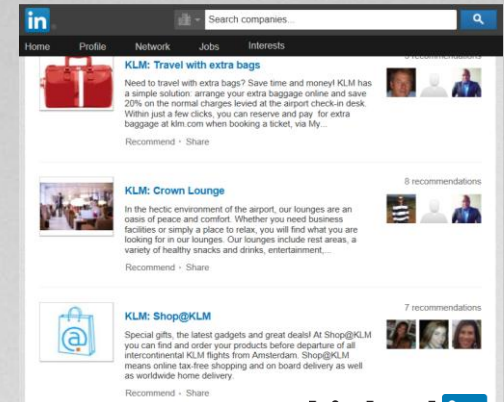 in
Search companies...
Home Profile Network Jobs Interests
KLM: Travel with extra bags
recommendations
Need to travel with extra bags? Save time and money! KLM has
a simple solution: arrange your extra baggage online and save
20% on the normal charges levied at the airport check-in desk.
Within just a few clicks, you can reserve and pay for extra
baggage at klm.com when booking a ticket, via My...
Recommend · Share
8 recommendations
KLM: Crown Lounge
In the hectic environment of the airport, our lounges are an
oasis of peace and comfort. Whether you need business
facilities or simply a place to relax, you will find what you are
looking for in our lounges. Our lounges include rest areas, a
variety of healthy snacks and drinks, entertainment,...
Recommend · Share
7 recommendations
KLM: Shop@KLM
Special gifts, the latest gadgets and great deals! At Shop@KLM
you can find and order your products before departure of all
intercontinental KLM flights from Amsterdam. Shop@KLM
means online tax-free shopping and on board delivery as well
as worldwide home delivery.
Recommend · Share